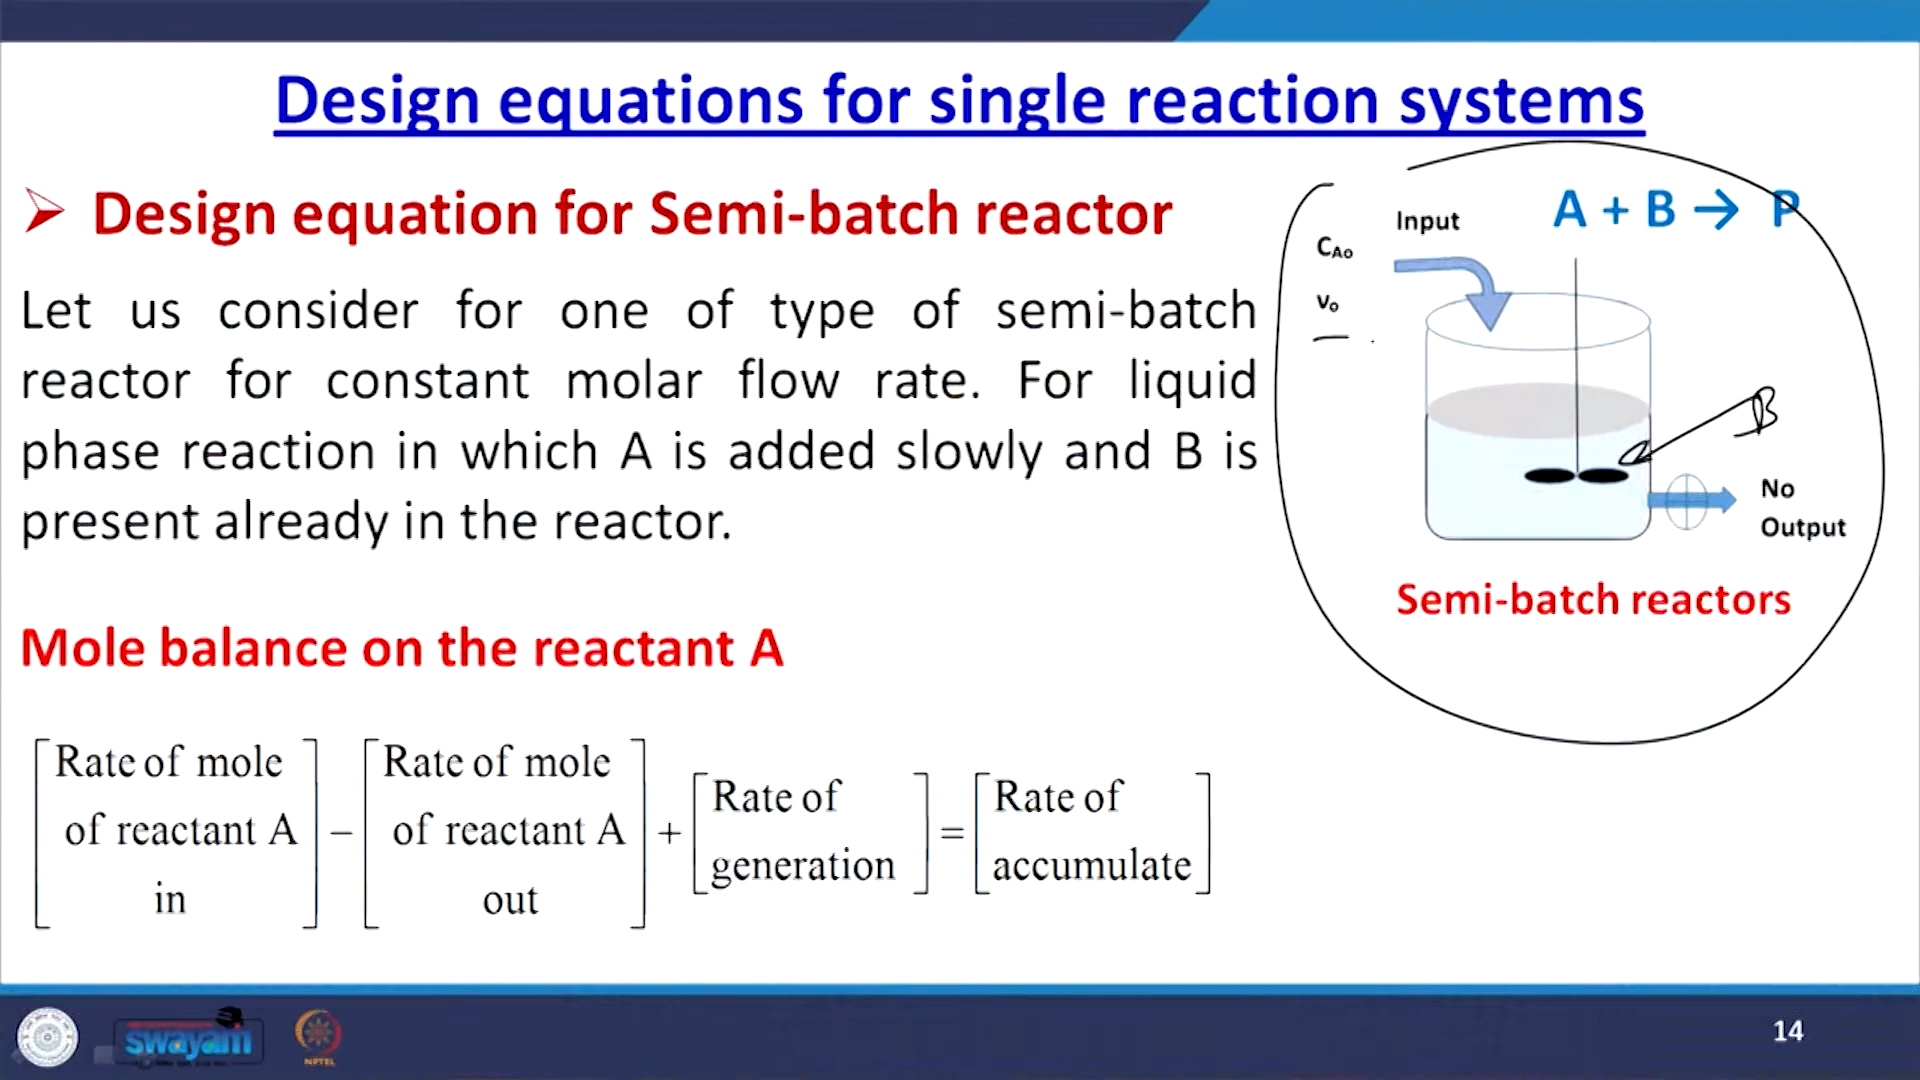 Design equations for single reaction systems
➢ Design equation for Semi-batch reactor
Let us consider for one of type of semi-batch
reactor for constant molar flow rate. For liquid
phase reaction in which A is added slowly and B is
present already in the reactor.
A + B → P
Input
C_Ao
v_o
B
No
Output
Semi-batch reactors
Mole balance on the reactant A
[Rate of mole of reactant A in] − [Rate of mole of reactant A out] + [Rate of generation] = [Rate of accumulate]
swayam
NPTEL
14